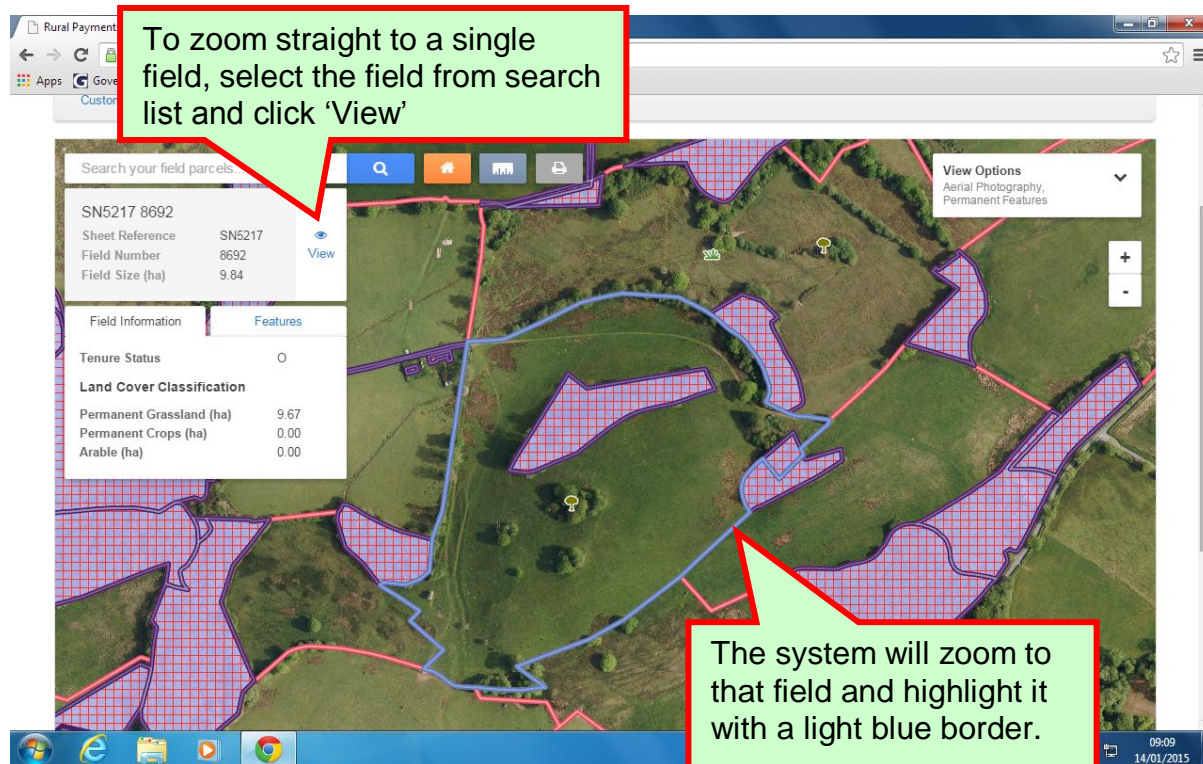 Rural Payment
To zoom straight to a single
field, select the field from search
list and click ‘View’
Apps
Gove
Custom
Search your field parcels...
View Options
Aerial Photography,
Permanent Features
SN5217 8692
Sheet Reference SN5217
Field Number 8692
Field Size (ha) 9.84
View
+
-
Field Information Features
Tenure Status O
Land Cover Classification
Permanent Grassland (ha) 9.67
Permanent Crops (ha) 0.00
Arable (ha) 0.00
The system will zoom to
that field and highlight it
with a light blue border.
09:09
14/01/2015